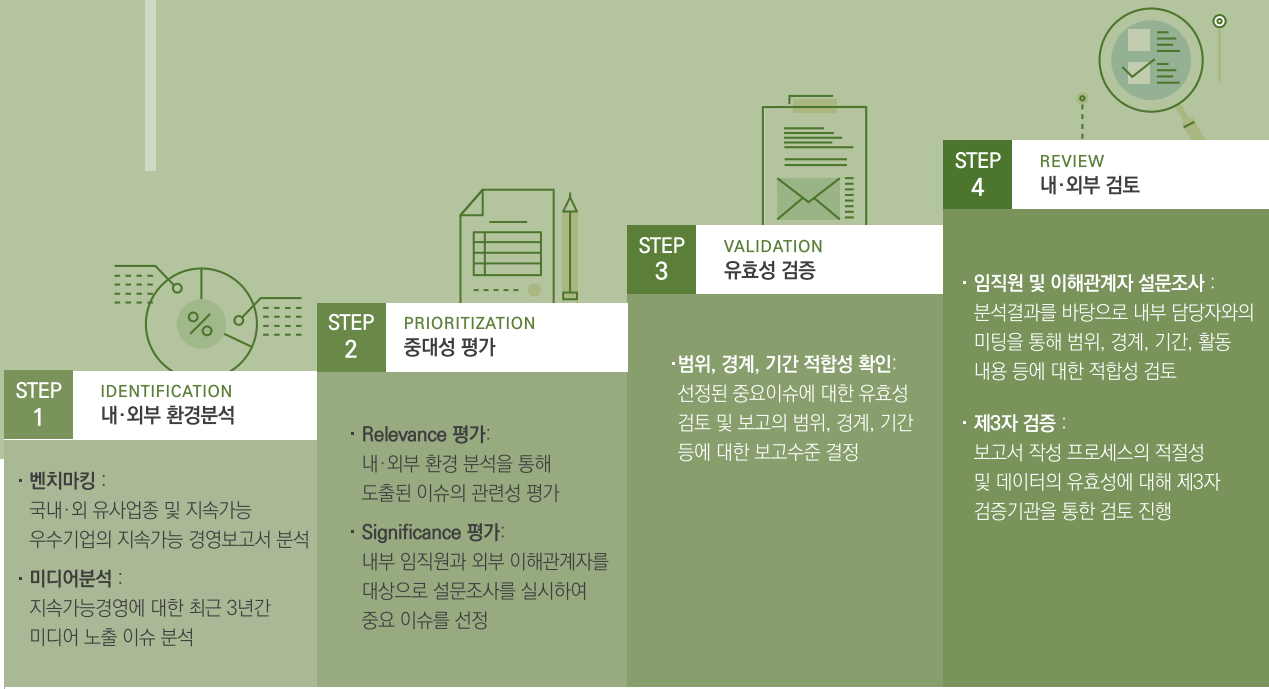 STEP
1
IDENTIFICATION
내·외부 환경분석
· 벤치마킹 :
국내·외 유사업종 및 지속가능
우수기업의 지속가능 경영보고서 분석
· 미디어분석 :
지속가능경영에 대한 최근 3년간
미디어 노출 이슈 분석
STEP
2
PRIORITIZATION
중대성 평가
· Relevance 평가:
내·외부 환경 분석을 통해
도출된 이슈의 관련성 평가
· Significance 평가:
내부 임직원과 외부 이해관계자를
대상으로 설문조사를 실시하여
중요 이슈를 선정
STEP
3
VALIDATION
유효성 검증
· 범위, 경계, 기간 적합성 확인:
선정된 중요이슈에 대한 유효성
검토 및 보고의 범위, 경계, 기간
등에 대한 보고수준 결정
STEP
4
REVIEW
내·외부 검토
· 임직원 및 이해관계자 설문조사 :
분석결과를 바탕으로 내부 담당자와의
미팅을 통해 범위, 경계, 기간, 활동
내용 등에 대한 적합성 검토
· 제3자 검증 :
보고서 작성 프로세스의 적절성
및 데이터의 유효성에 대해 제3자
검증기관을 통한 검토 진행